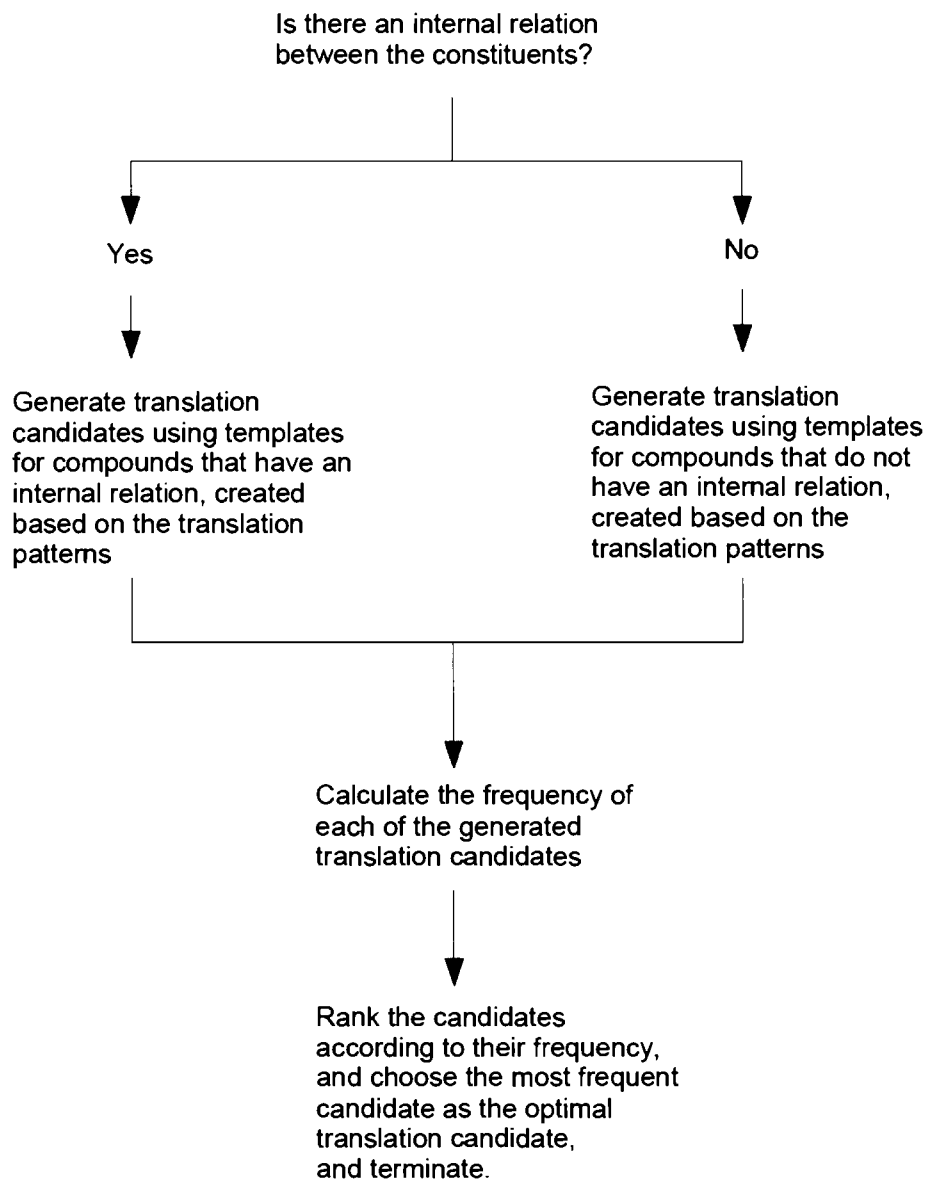 Is there an internal relation
between the constituents?
Yes
No
Generate translation
candidates using templates
for compounds that have an
internal relation, created
based on the translation
patterns
Generate translation
candidates using templates
for compounds that do not
have an internal relation,
created based on the
translation patterns
Calculate the frequency of
each of the generated
translation candidates
Rank the candidates
according to their frequency,
and choose the most frequent
candidate as the optimal
translation candidate,
and terminate.